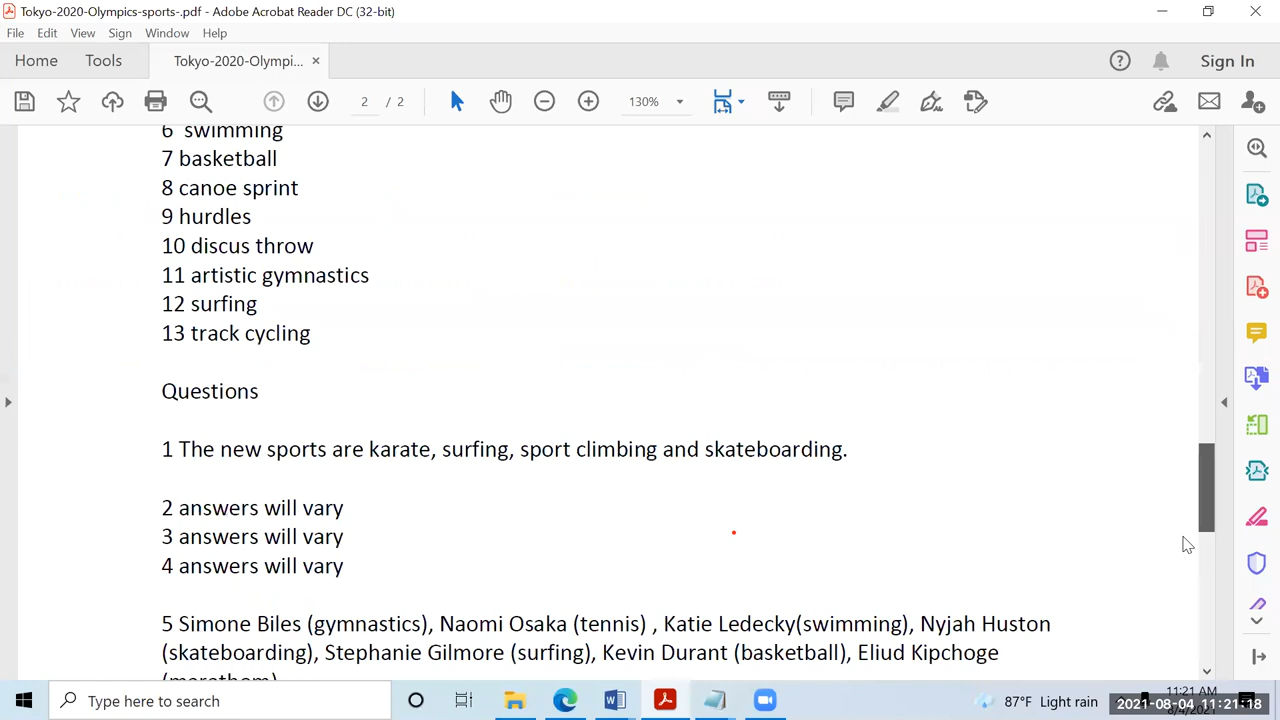 Tokyo-2020-Olympics-sports-.pdf - Adobe Acrobat Reader DC (32-bit)
File Edit View Sign Window Help
Home Tools Tokyo-2020-Olympi... × Sign In
2 / 2 130%
6 swimming
7 basketball
8 canoe sprint
9 hurdles
10 discus throw
11 artistic gymnastics
12 surfing
13 track cycling
Questions
1 The new sports are karate, surfing, sport climbing and skateboarding.
2 answers will vary
3 answers will vary
4 answers will vary
5 Simone Biles (gymnastics), Naomi Osaka (tennis) , Katie Ledecky(swimming), Nyjah Huston
(skateboarding), Stephanie Gilmore (surfing), Kevin Durant (basketball), Eliud Kipchoge
Type here to search 87°F Light rain 11:21 AM
2021-08-04 11:21:18